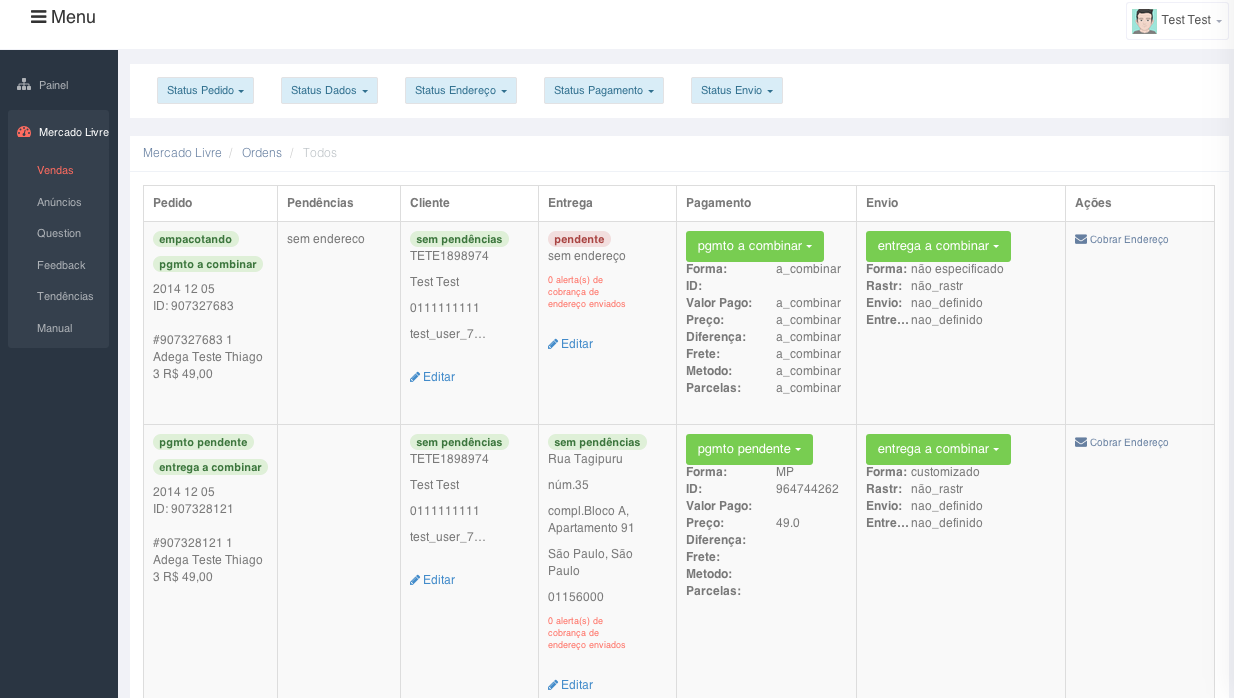 Menu
Test Test
Painel
Mercado Livre
Vendas
Anúncios
Question
Feedback
Tendências
Manual
Status Pedido
Status Dados
Status Endereço
Status Pagamento
Status Envio
Mercado Livre / Ordens / Todos
Pedido
Pendências
Cliente
Entrega
Pagamento
Envio
Ações
empacotando
pgmto a combinar
2014 12 05
ID: 907327683
#907327683 1
Adega Teste Thiago
3 R$ 49,00
sem endereco
sem pendências
TETE1898974
Test Test
0111111111
test_user_7...
Editar
pendente
sem endereço
0 alerta(s) de
cobrança de
endereço enviados
Editar
pgmto a combinar
Forma: a_combinar
ID:
Valor Pago: a_combinar
Preço: a_combinar
Diferença: a_combinar
Frete: a_combinar
Metodo: a_combinar
Parcelas: a_combinar
entrega a combinar
Forma: não especificado
Rastr: não_rastr
Envio: nao_definido
Entre... nao_definido
Cobrar Endereço
pgmto pendente
entrega a combinar
2014 12 05
ID: 907328121
#907328121 1
Adega Teste Thiago
3 R$ 49,00
sem pendências
TETE1898974
Test Test
0111111111
test_user_7...
Editar
sem pendências
Rua Tagipuru
núm.35
compl.Bloco A,
Apartamento 91
São Paulo, São
Paulo
01156000
0 alerta(s) de
cobrança de
endereço enviados
Editar
pgmto pendente
Forma: MP
ID: 964744262
Valor Pago:
Preço: 49.0
Diferença:
Frete:
Metodo:
Parcelas:
entrega a combinar
Forma: customizado
Rastr: não_rastr
Envio: nao_definido
Entre... nao_definido
Cobrar Endereço